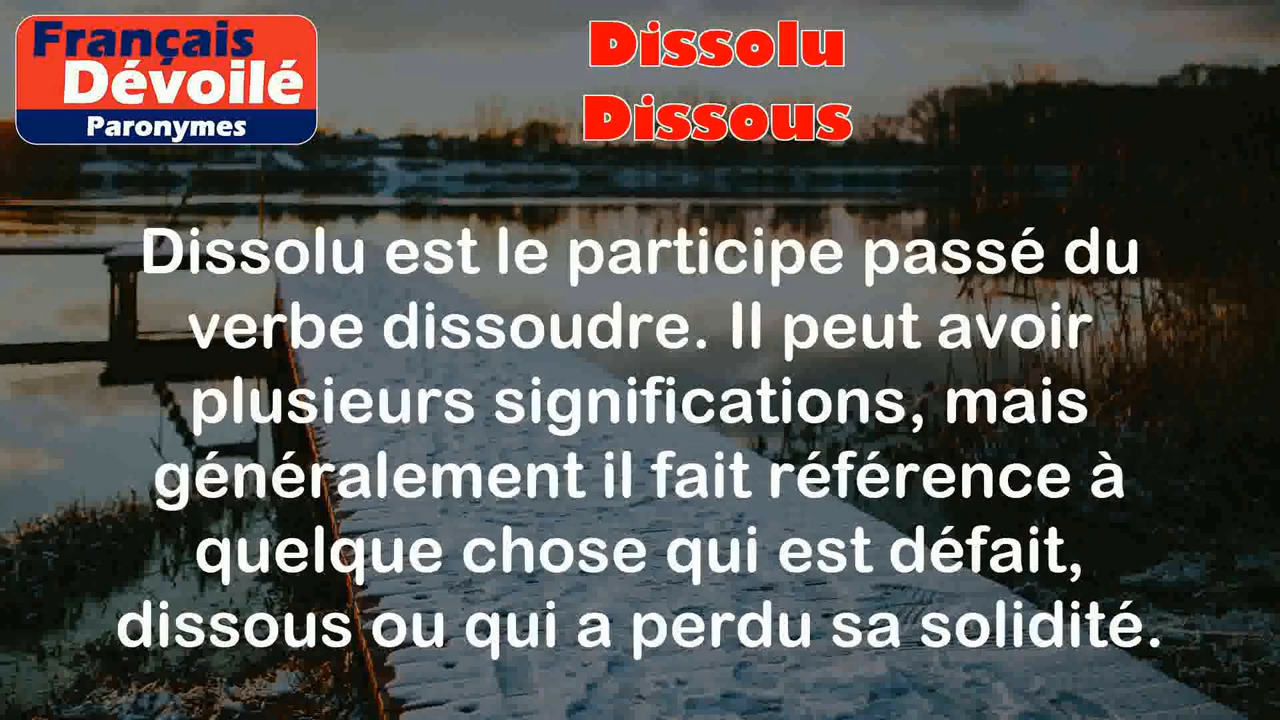 Français
Dévoilé
Paronymes
Dissolu
Dissous
Dissolu est le participe passé du
verbe dissoudre. Il peut avoir
plusieurs significations, mais
généralement il fait référence à
quelque chose qui est défait,
dissous ou qui a perdu sa solidité.